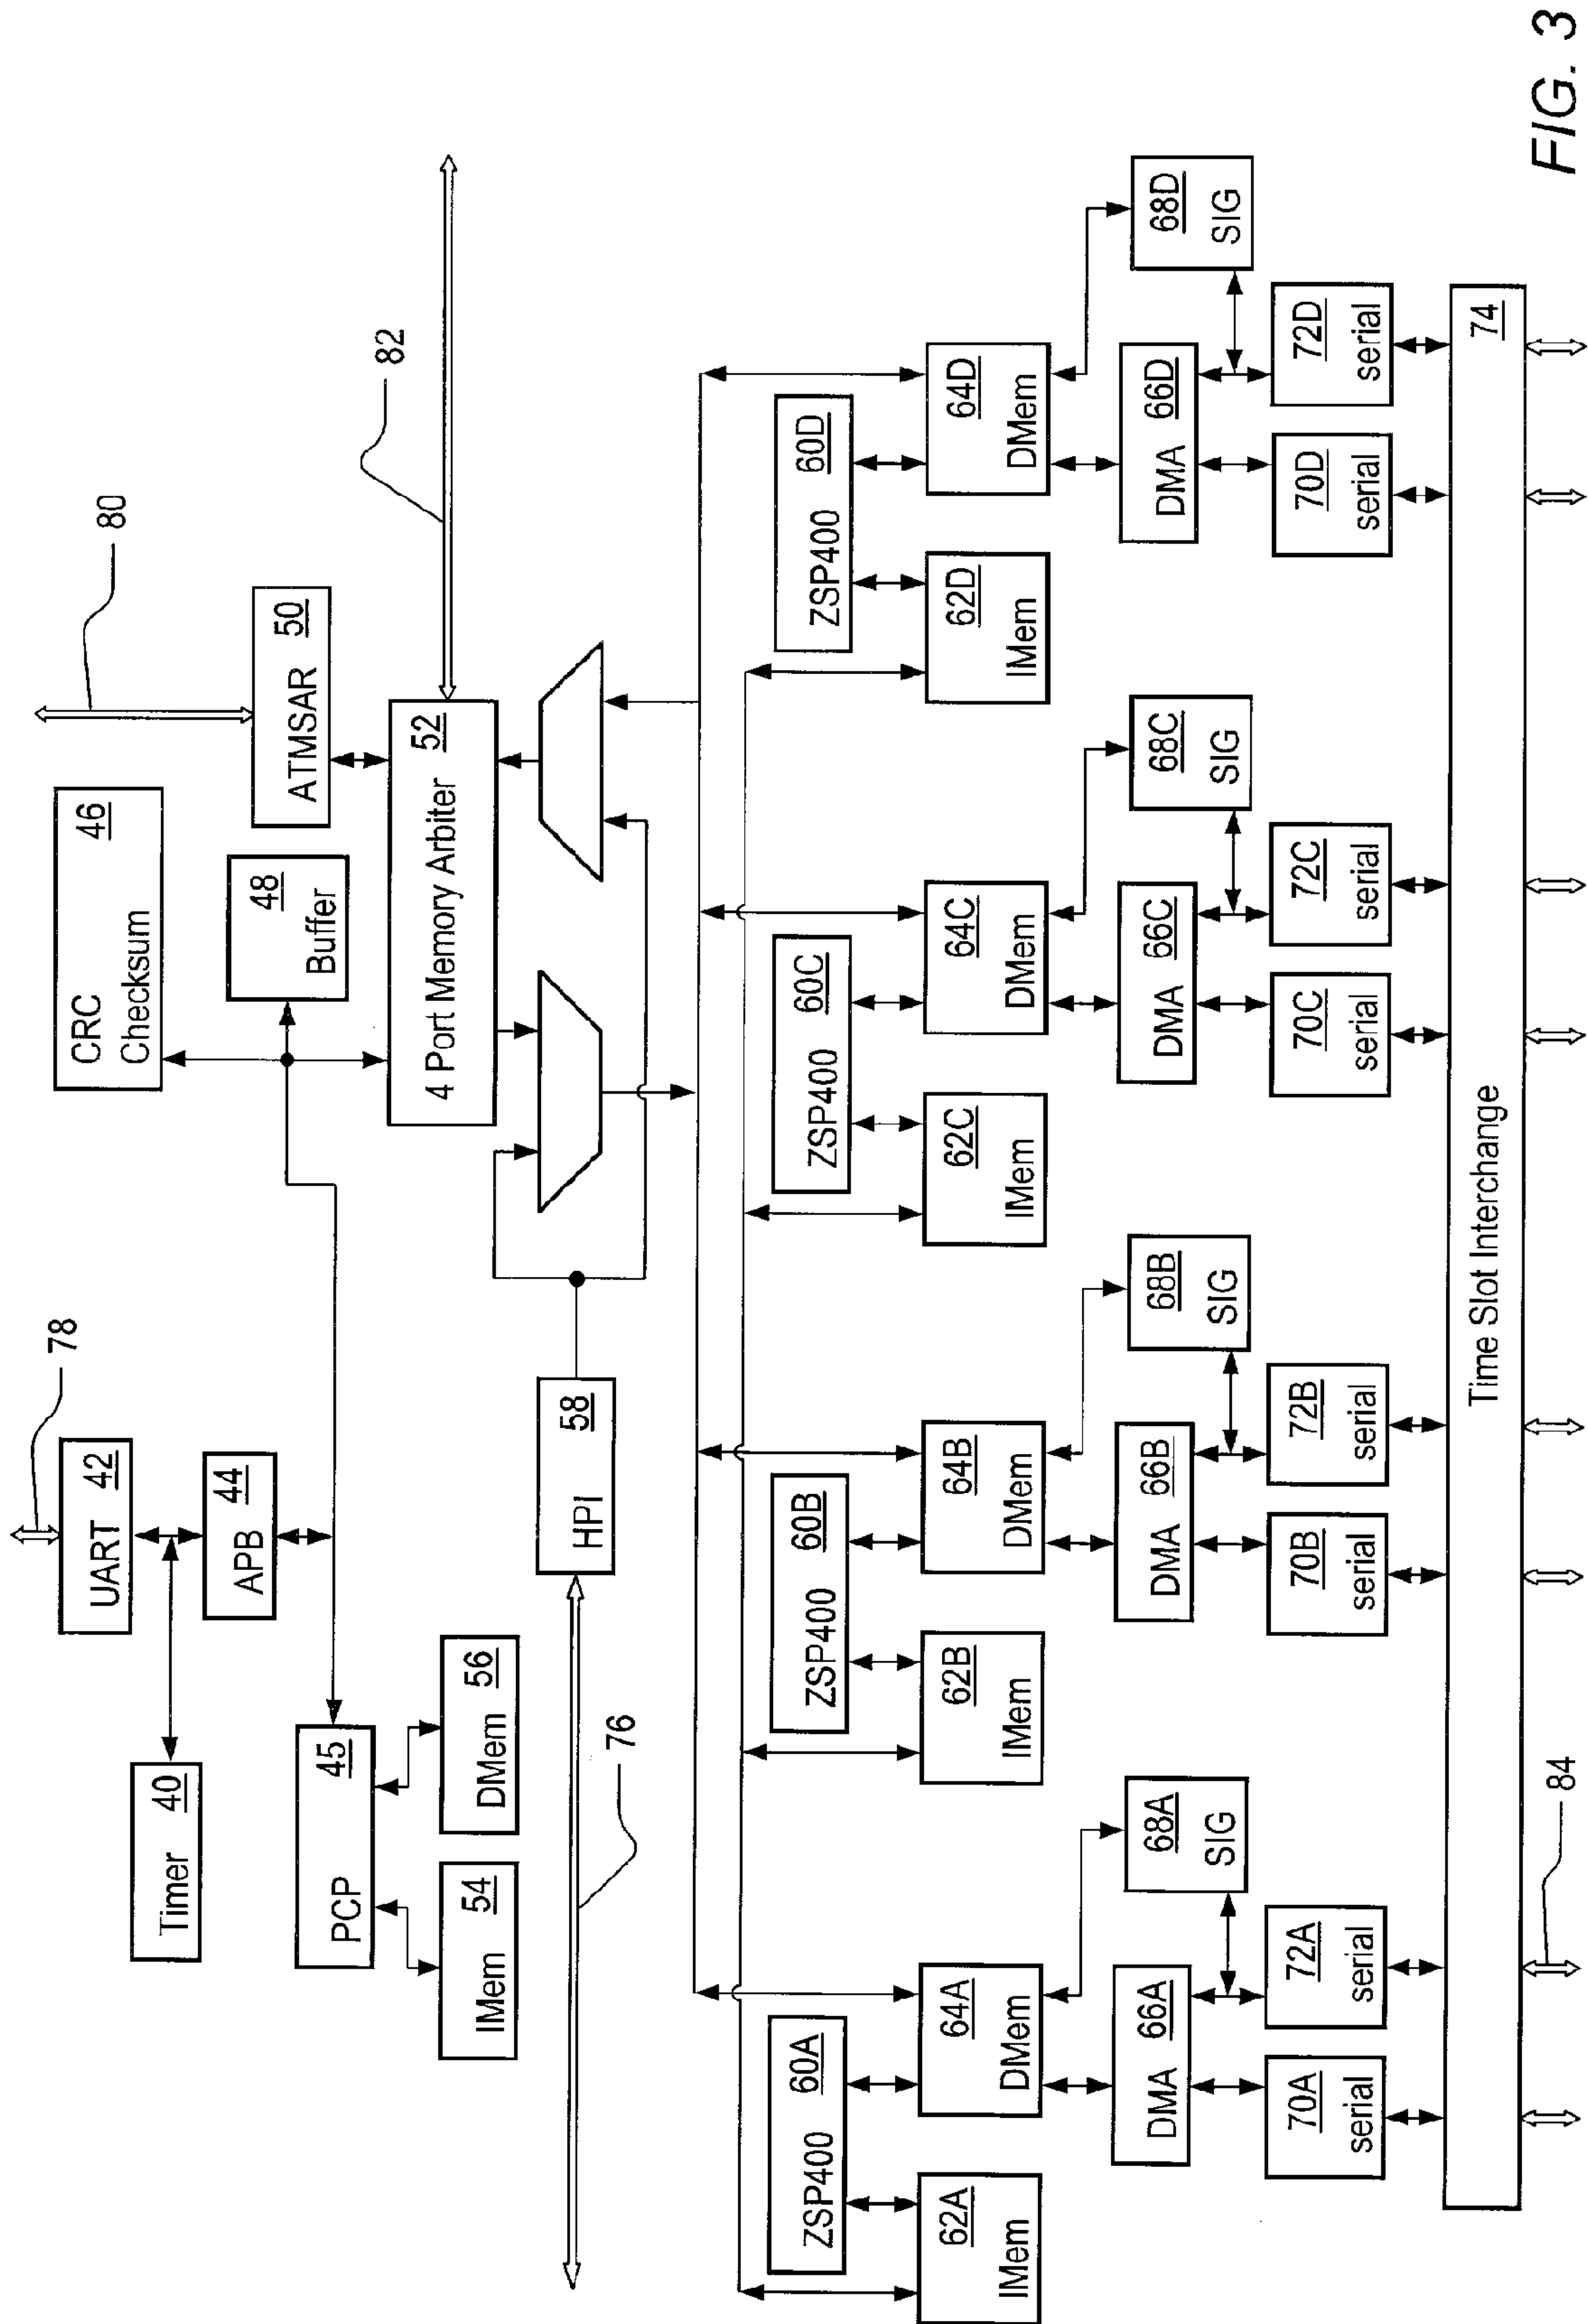 78
80
UART 42
CRC 46
Checksum
Timer 40
APB 44
48
Buffer
ATMSAR 50
82
PCP 45
4 Port Memory Arbiter 52
IMem 54
DMem 56
76
HPI 58
ZSP400 60A
ZSP400 60B
ZSP400 60C
ZSP400 60D
62A
IMem
64A
DMem
62B
IMem
64B
DMem
62C
IMem
64C
DMem
62D
IMem
64D
DMem
DMA 66A
68A
SIG
DMA 66B
68B
SIG
DMA 66C
68C
SIG
DMA 66D
68D
SIG
70A
serial
72A
serial
70B
serial
72B
serial
70C
serial
72C
serial
70D
serial
72D
serial
Time Slot Interchange 74
84
FIG. 3